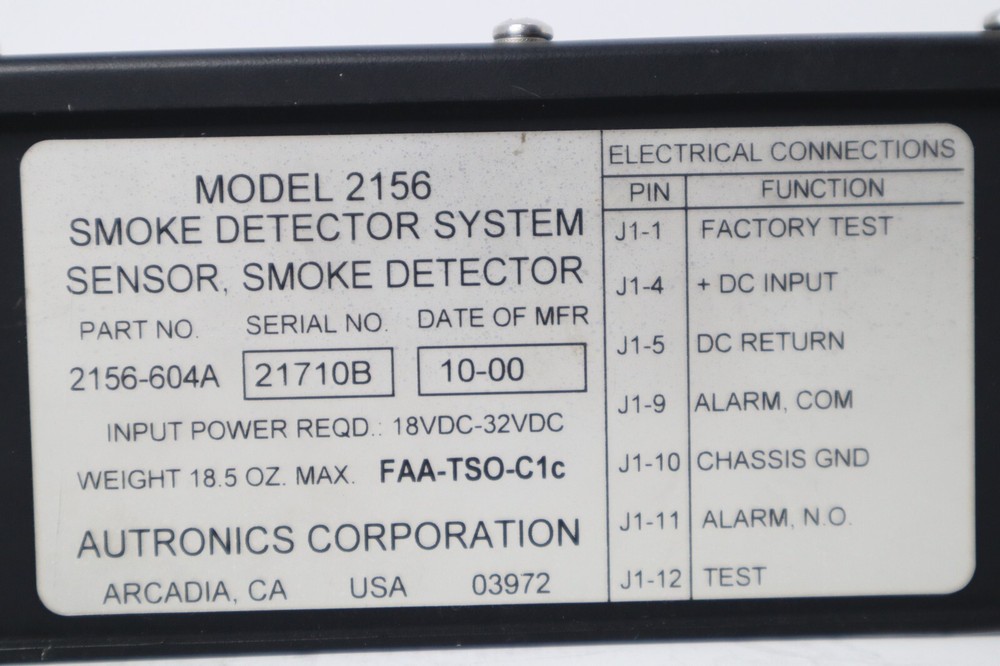 MODEL 2156
SMOKE DETECTOR SYSTEM
SENSOR, SMOKE DETECTOR
PART NO. SERIAL NO. DATE OF MFR
2156-604A 21710B 10-00
INPUT POWER REQD.: 18VDC-32VDC
WEIGHT 18.5 OZ. MAX. FAA-TSO-C1c
AUTRONICS CORPORATION
ARCADIA, CA USA 03972
ELECTRICAL CONNECTIONS
PIN FUNCTION
J1-1 FACTORY TEST
J1-4 + DC INPUT
J1-5 DC RETURN
J1-9 ALARM, COM
J1-10 CHASSIS GND
J1-11 ALARM, N.O.
J1-12 TEST